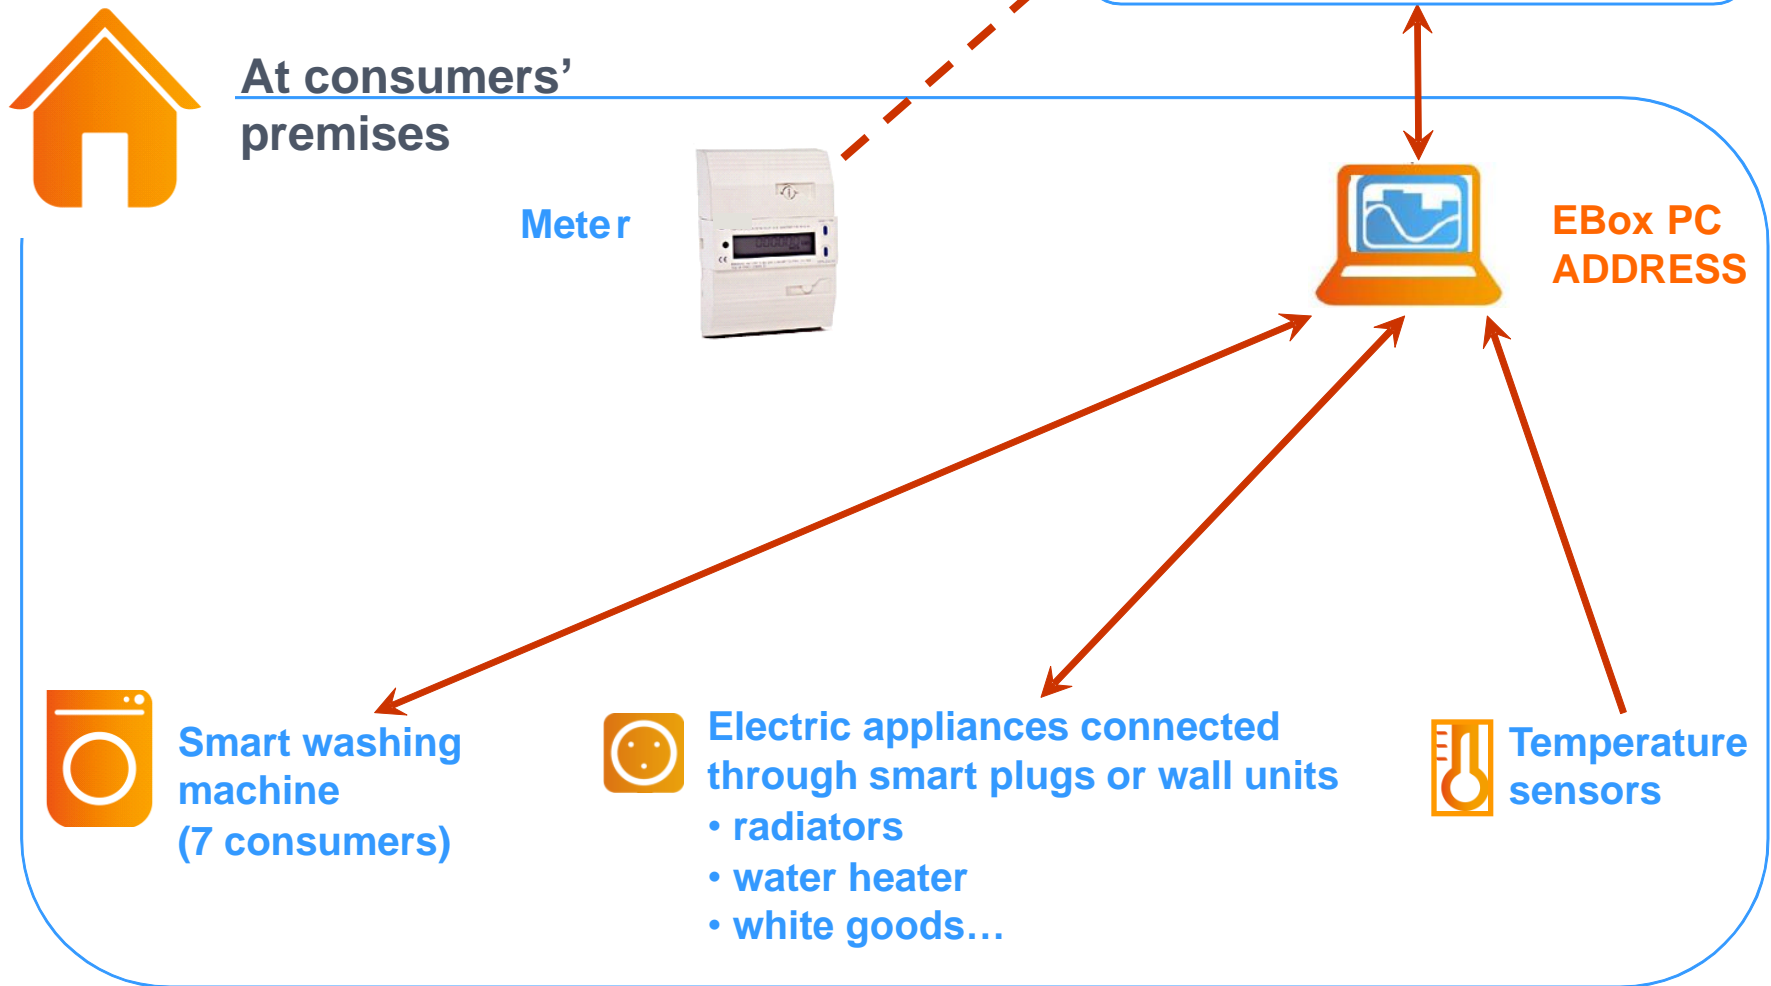 At consumers’
premises
Meter
EBox PC
ADDRESS
Smart washing
machine
(7 consumers)
Electric appliances connected
through smart plugs or wall units
• radiators
• water heater
• white goods…
Temperature
sensors